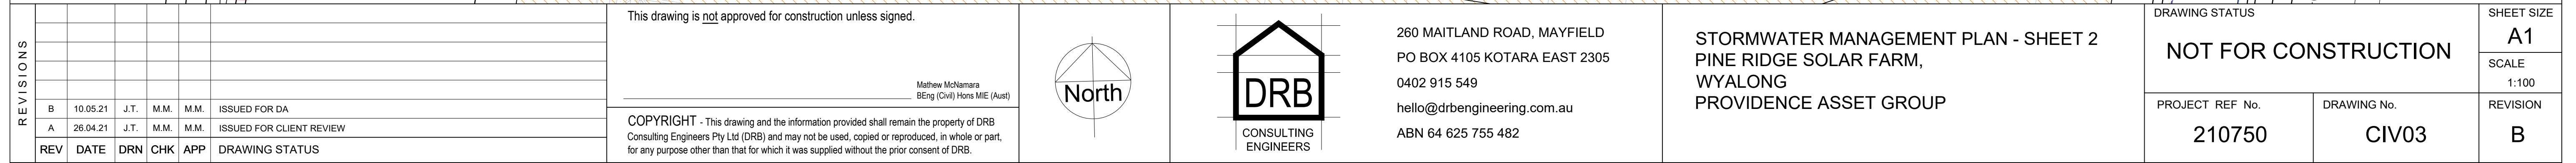 REVISIONS
B 10.05.21 J.T. M.M. M.M. ISSUED FOR DA
A 26.04.21 J.T. M.M. M.M. ISSUED FOR CLIENT REVIEW
REV DATE DRN CHK APP DRAWING STATUS
This drawing is not approved for construction unless signed.
Mathew McNamara
BEng (Civil) Hons MIE (Aust)
COPYRIGHT - This drawing and the information provided shall remain the property of DRB
Consulting Engineers Pty Ltd (DRB) and may not be used, copied or reproduced, in whole or part,
for any purpose other than that for which it was supplied without the prior consent of DRB.
North
DRB
CONSULTING
ENGINEERS
260 MAITLAND ROAD, MAYFIELD
PO BOX 4105 KOTARA EAST 2305
0402 915 549
hello@drbengineering.com.au
ABN 64 625 755 482
STORMWATER MANAGEMENT PLAN - SHEET 2
PINE RIDGE SOLAR FARM,
WYALONG
PROVIDENCE ASSET GROUP
DRAWING STATUS
NOT FOR CONSTRUCTION
SHEET SIZE
A1
SCALE
1:100
PROJECT REF No.
210750
DRAWING No.
CIV03
REVISION
B